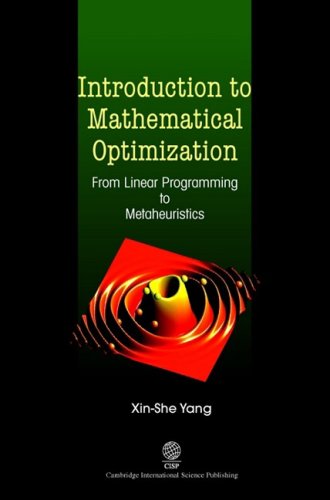 Introduction to
Mathematical
Optimization
From Linear Programming
to
Metaheuristics
Xin-She Yang
CISP
Cambridge International Science Publishing